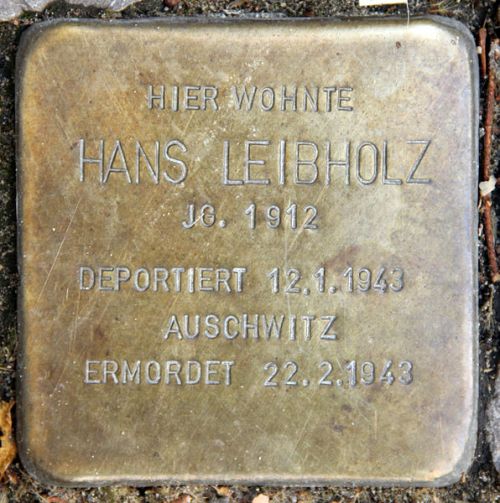 HIER WOHNTE
HANS LEIBHOLZ
JG. 1912
DEPORTIERT 12.1.1943
AUSCHWITZ
ERMORDET 22.2.1943